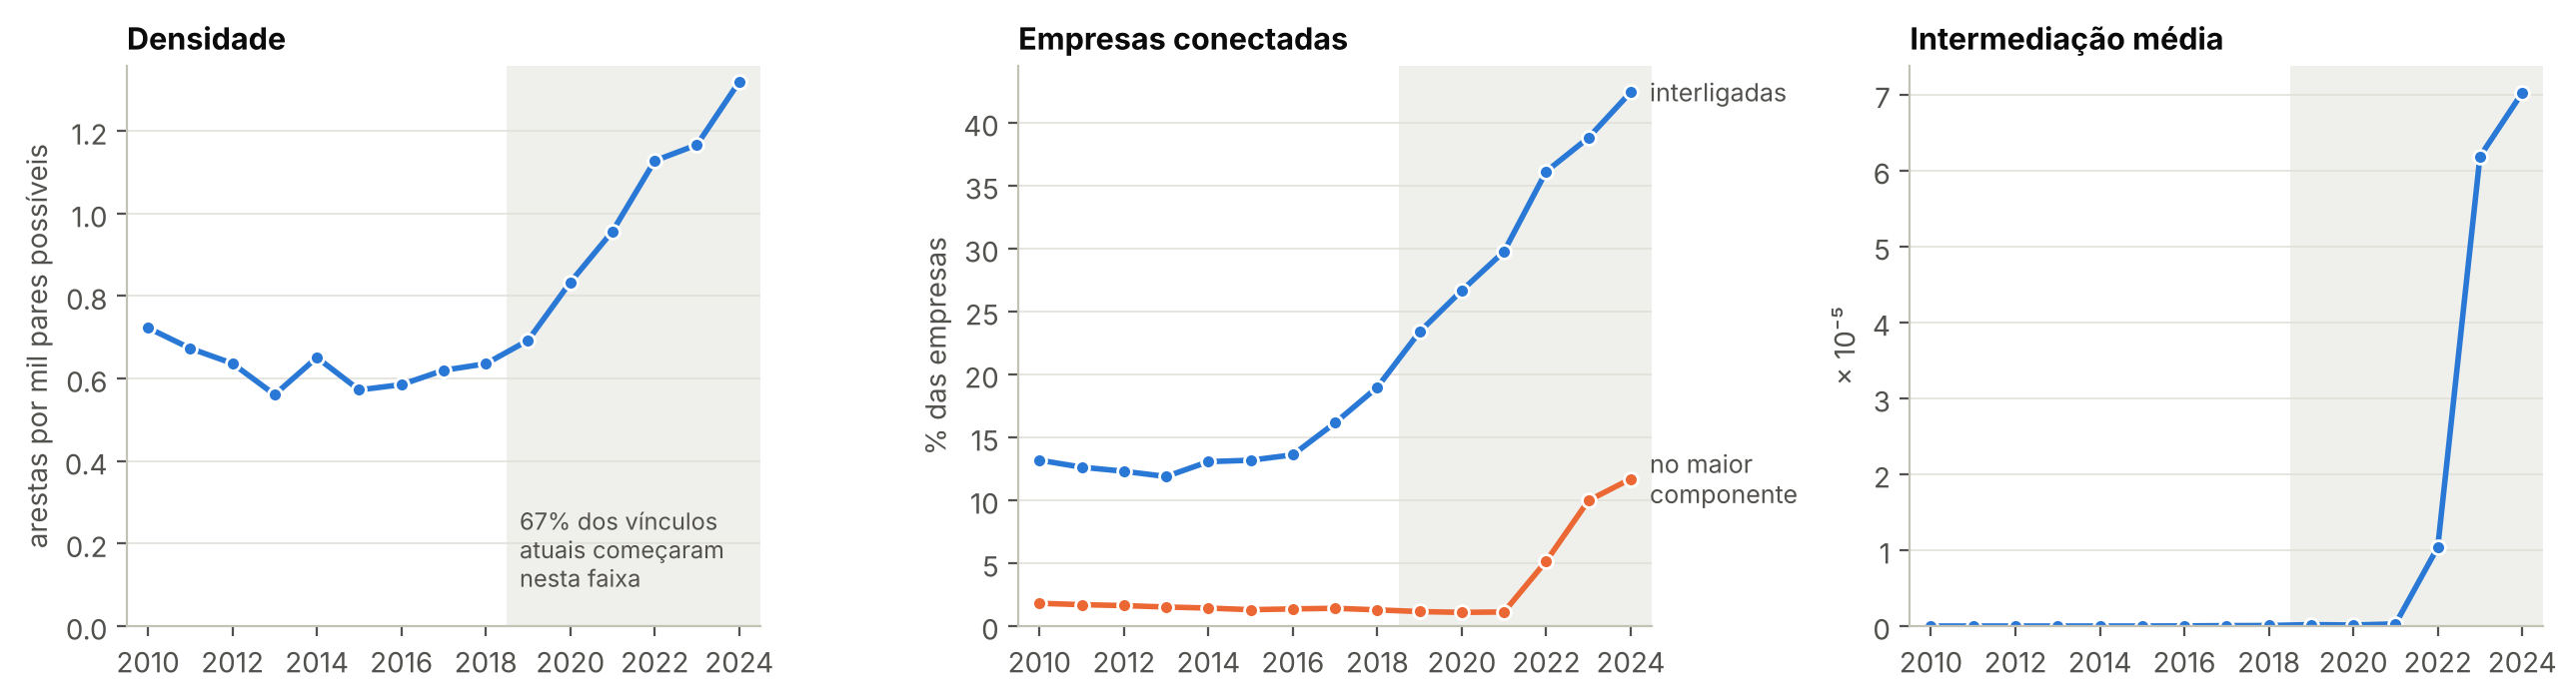 Densidade
arestas por mil pares possíveis
1.2
1.0
0.8
0.6
0.4
0.2
0.0
67% dos vínculos
atuais começaram
nesta faixa
2010 2012 2014 2016 2018 2020 2022 2024
Empresas conectadas
% das empresas
40
35
30
25
20
15
10
5
0
interligadas
no maior
componente
2010 2012 2014 2016 2018 2020 2022 2024
Intermediação média
× 10⁻⁵
7
6
5
4
3
2
1
0
2010 2012 2014 2016 2018 2020 2022 2024